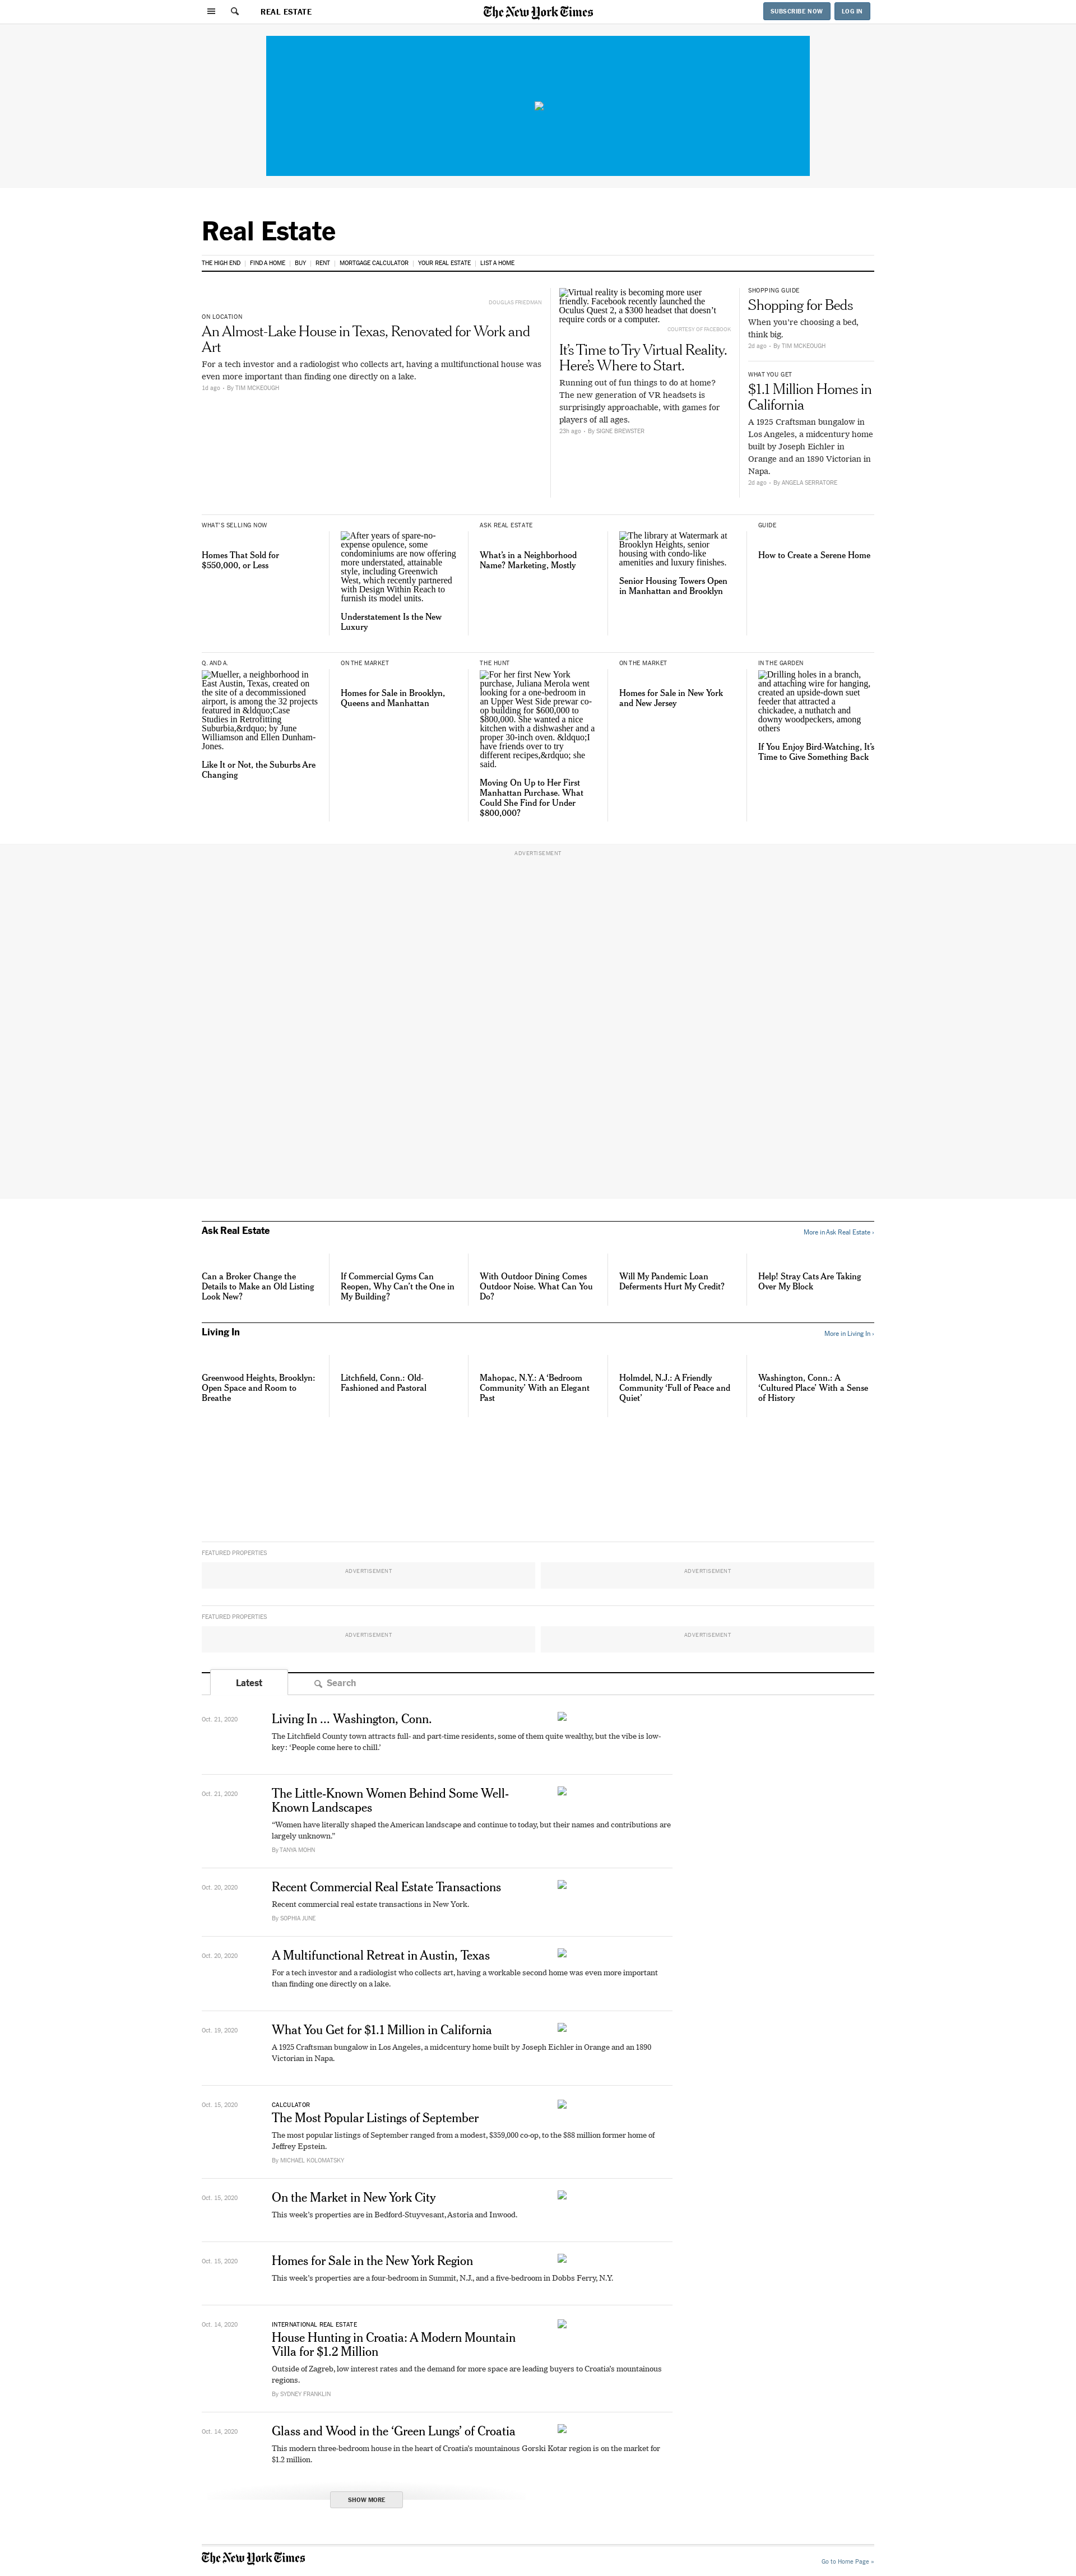 REAL ESTATE
The New York Times
SUBSCRIBE NOW
LOG IN
Real Estate
THE HIGH END
FIND A HOME
BUY
RENT
MORTGAGE CALCULATOR
YOUR REAL ESTATE
LIST A HOME
DOUGLAS FRIEDMAN
ON LOCATION
An Almost-Lake House in Texas, Renovated for Work and
Art
For a tech investor and a radiologist who collects art, having a multifunctional house was
even more important than finding one directly on a lake.
1d ago • By TIM MCKEOUGH
Virtual reality is becoming more user
friendly. Facebook recently launched the
Oculus Quest 2, a $300 headset that doesn’t
require cords or a computer.
COURTESY OF FACEBOOK
It’s Time to Try Virtual Reality.
Here’s Where to Start.
Running out of fun things to do at home?
The new generation of VR headsets is
surprisingly approachable, with games for
players of all ages.
23h ago • By SIGNE BREWSTER
SHOPPING GUIDE
Shopping for Beds
When you’re choosing a bed,
think big.
2d ago • By TIM MCKEOUGH
WHAT YOU GET
$1.1 Million Homes in
California
A 1925 Craftsman bungalow in
Los Angeles, a midcentury home
built by Joseph Eichler in
Orange and an 1890 Victorian in
Napa.
2d ago • By ANGELA SERRATORE
WHAT’S SELLING NOW
Homes That Sold for
$550,000, or Less
After years of spare-no-
expense opulence, some
condominiums are now offering
more understated, attainable
style, including Greenwich
West, which recently partnered
with Design Within Reach to
furnish its model units.
Understatement Is the New
Luxury
ASK REAL ESTATE
What’s in a Neighborhood
Name? Marketing, Mostly
The library at Watermark at
Brooklyn Heights, senior
housing with condo-like
amenities and luxury finishes.
Senior Housing Towers Open
in Manhattan and Brooklyn
GUIDE
How to Create a Serene Home
Q. AND A.
Mueller, a neighborhood in
East Austin, Texas, created on
the site of a decommissioned
airport, is among the 32 projects
featured in &ldquo;Case
Studies in Retrofitting
Suburbia,&rdquo; by June
Williamson and Ellen Dunham-
Jones.
Like It or Not, the Suburbs Are
Changing
ON THE MARKET
Homes for Sale in Brooklyn,
Queens and Manhattan
THE HUNT
For her first New York
purchase, Juliana Merola went
looking for a one-bedroom in
an Upper West Side prewar co-
op building for $600,000 to
$800,000. She wanted a nice
kitchen with a dishwasher and a
proper 30-inch oven. &ldquo;I
have friends over to try
different recipes,&rdquo; she
said.
Moving On Up to Her First
Manhattan Purchase. What
Could She Find for Under
$800,000?
ON THE MARKET
Homes for Sale in New York
and New Jersey
IN THE GARDEN
Drilling holes in a branch,
and attaching wire for hanging,
created an upside-down suet
feeder that attracted a
chickadee, a nuthatch and
downy woodpeckers, among
others
If You Enjoy Bird-Watching, It’s
Time to Give Something Back
ADVERTISEMENT
Ask Real Estate
More in Ask Real Estate ›
Can a Broker Change the
Details to Make an Old Listing
Look New?
If Commercial Gyms Can
Reopen, Why Can’t the One in
My Building?
With Outdoor Dining Comes
Outdoor Noise. What Can You
Do?
Will My Pandemic Loan
Deferments Hurt My Credit?
Help! Stray Cats Are Taking
Over My Block
Living In
More in Living In ›
Greenwood Heights, Brooklyn:
Open Space and Room to
Breathe
Litchfield, Conn.: Old-
Fashioned and Pastoral
Mahopac, N.Y.: A ‘Bedroom
Community’ With an Elegant
Past
Holmdel, N.J.: A Friendly
Community ‘Full of Peace and
Quiet’
Washington, Conn.: A
‘Cultured Place’ With a Sense
of History
FEATURED PROPERTIES
ADVERTISEMENT
ADVERTISEMENT
FEATURED PROPERTIES
ADVERTISEMENT
ADVERTISEMENT
Latest
Search
Oct. 21, 2020
Living In ... Washington, Conn.
The Litchfield County town attracts full- and part-time residents, some of them quite wealthy, but the vibe is low-
key: ‘People come here to chill.’
Oct. 21, 2020
The Little-Known Women Behind Some Well-
Known Landscapes
“Women have literally shaped the American landscape and continue to today, but their names and contributions are
largely unknown.”
By TANYA MOHN
Oct. 20, 2020
Recent Commercial Real Estate Transactions
Recent commercial real estate transactions in New York.
By SOPHIA JUNE
Oct. 20, 2020
A Multifunctional Retreat in Austin, Texas
For a tech investor and a radiologist who collects art, having a workable second home was even more important
than finding one directly on a lake.
Oct. 19, 2020
What You Get for $1.1 Million in California
A 1925 Craftsman bungalow in Los Angeles, a midcentury home built by Joseph Eichler in Orange and an 1890
Victorian in Napa.
Oct. 15, 2020
CALCULATOR
The Most Popular Listings of September
The most popular listings of September ranged from a modest, $359,000 co-op, to the $88 million former home of
Jeffrey Epstein.
By MICHAEL KOLOMATSKY
Oct. 15, 2020
On the Market in New York City
This week’s properties are in Bedford-Stuyvesant, Astoria and Inwood.
Oct. 15, 2020
Homes for Sale in the New York Region
This week’s properties are a four-bedroom in Summit, N.J., and a five-bedroom in Dobbs Ferry, N.Y.
Oct. 14, 2020
INTERNATIONAL REAL ESTATE
House Hunting in Croatia: A Modern Mountain
Villa for $1.2 Million
Outside of Zagreb, low interest rates and the demand for more space are leading buyers to Croatia’s mountainous
regions.
By SYDNEY FRANKLIN
Oct. 14, 2020
Glass and Wood in the ‘Green Lungs’ of Croatia
This modern three-bedroom house in the heart of Croatia’s mountainous Gorski Kotar region is on the market for
$1.2 million.
SHOW MORE
The New York Times
Go to Home Page »